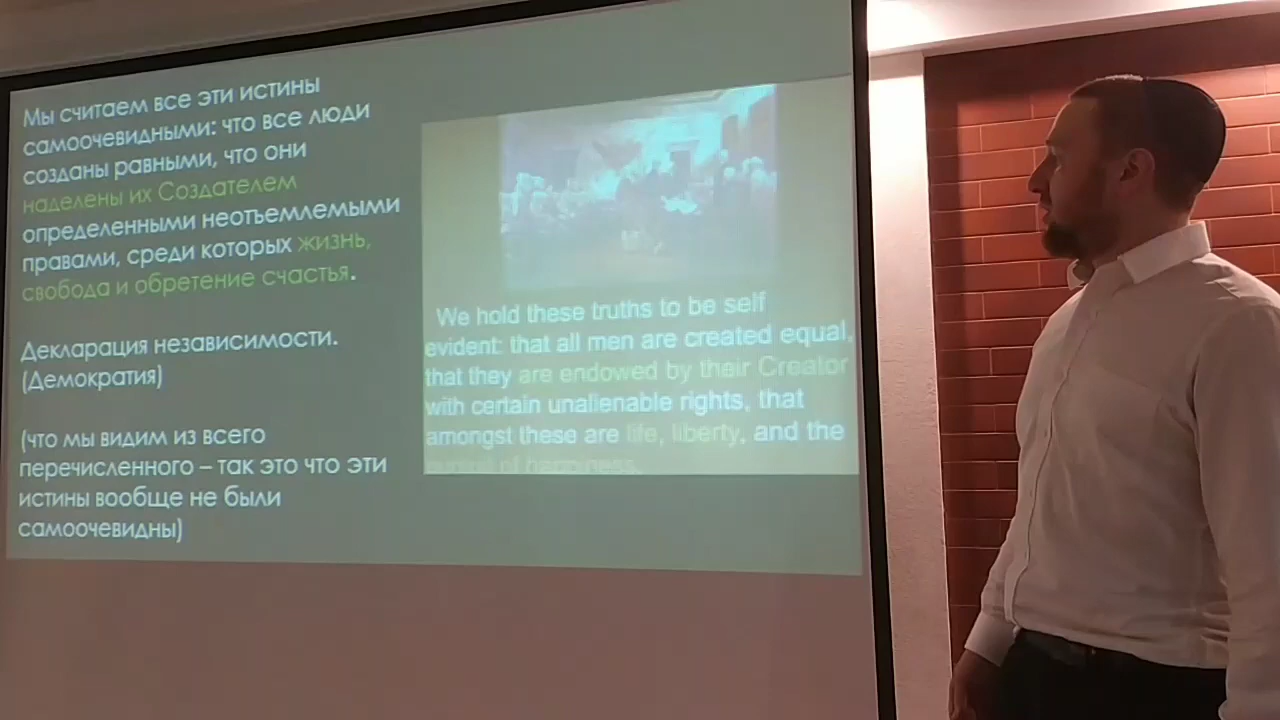 Мы считаем все эти истины
самоочевидными: что все люди
созданы равными, что они
наделены их Создателем
определенными неотъемлемыми
правами, среди которых жизнь,
свобода и обретение счастья.
Декларация независимости.
(Демократия)
(что мы видим из всего
перечисленного – так это что эти
истины вообще не были
самоочевидны)
We hold these truths to be self
evident: that all men are created equal,
that they are endowed by their Creator
with certain unalienable rights, that
amongst these are life, liberty, and the
pursuit of happiness.